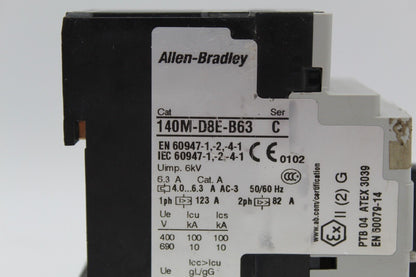 Allen-Bradley
Cat Ser
140M-D8E-B63 C
EN 60947-1,-2,-4-1
IEC 60947-1,-2,-4-1
CE 0102
Uimp. 6kV
6.3 A Cat. A
4.0...6.3 A AC-3 50/60 Hz
1ph 123 A 2ph 82 A
Ue Icu Ics
V kA kA
400 100 100
690 10 10
Icc>Icu
Ue gL/gG
www.ab.com/certification
Ex II (2) G
PTB 04 ATEX 3039
EN 60079-14